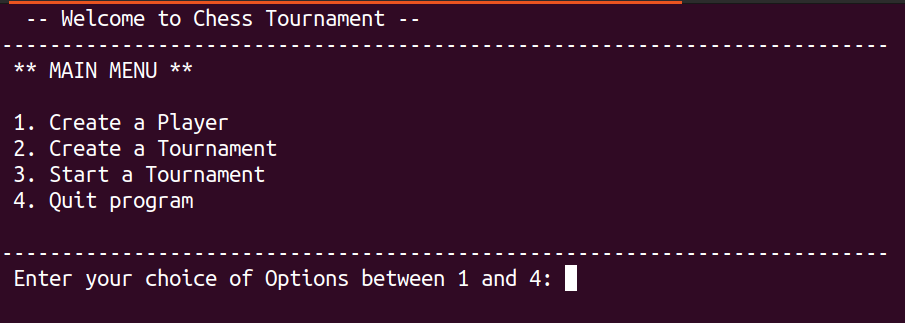 -- Welcome to Chess Tournament --
--------------------------------------------------------------------------
** MAIN MENU **
1. Create a Player
2. Create a Tournament
3. Start a Tournament
4. Quit program
--------------------------------------------------------------------------
Enter your choice of Options between 1 and 4: